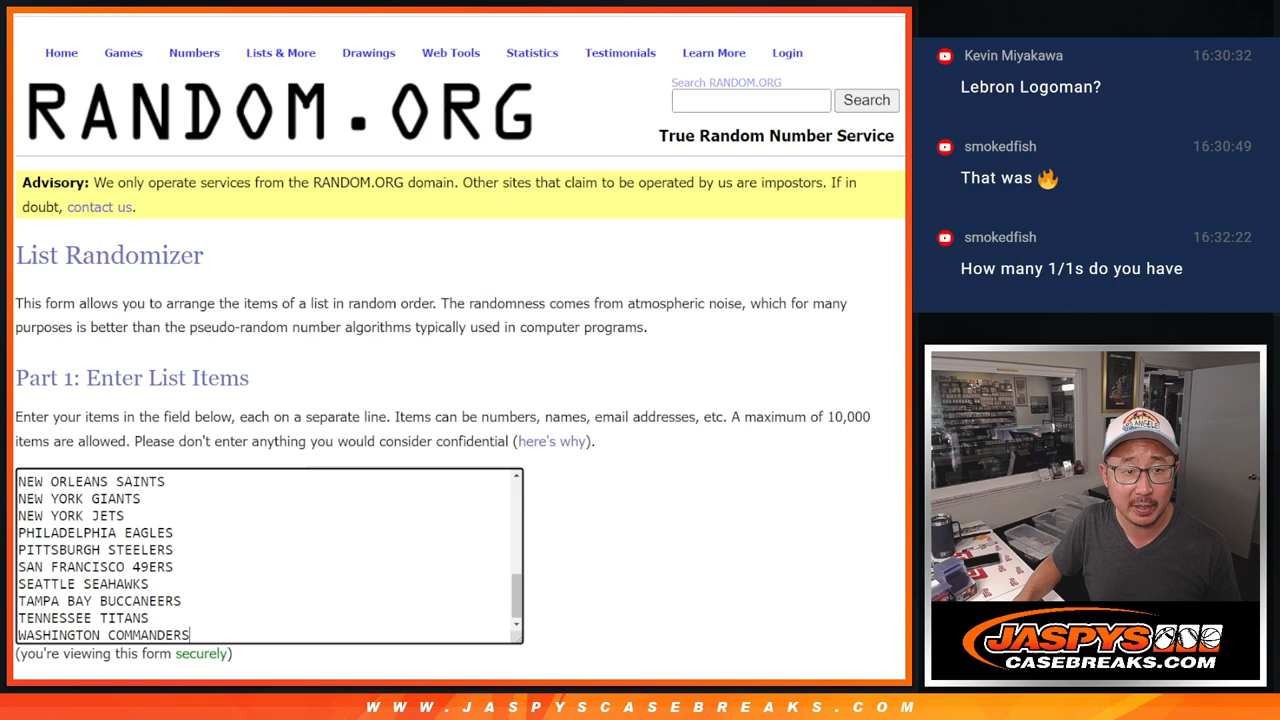 Home Games Numbers Lists & More Drawings Web Tools Statistics Testimonials Learn More Login
RANDOM.ORG
Search RANDOM.ORG
Search
True Random Number Service
Advisory: We only operate services from the RANDOM.ORG domain. Other sites that claim to be operated by us are impostors. If in
doubt, contact us.
List Randomizer
This form allows you to arrange the items of a list in random order. The randomness comes from atmospheric noise, which for many
purposes is better than the pseudo-random number algorithms typically used in computer programs.
Part 1: Enter List Items
Enter your items in the field below, each on a separate line. Items can be numbers, names, email addresses, etc. A maximum of 10,000
items are allowed. Please don't enter anything you would consider confidential (here's why).
NEW ORLEANS SAINTS
NEW YORK GIANTS
NEW YORK JETS
PHILADELPHIA EAGLES
PITTSBURGH STEELERS
SAN FRANCISCO 49ERS
SEATTLE SEAHAWKS
TAMPA BAY BUCCANEERS
TENNESSEE TITANS
WASHINGTON COMMANDERS
(you're viewing this form securely)
Kevin Miyakawa 16:30:32
Lebron Logoman?
smokedfish 16:30:49
That was 🔥
smokedfish 16:32:22
How many 1/1s do you have
JASPYS
CASEBREAKS.COM
WWW.JASPYSCASEBREAKS.COM